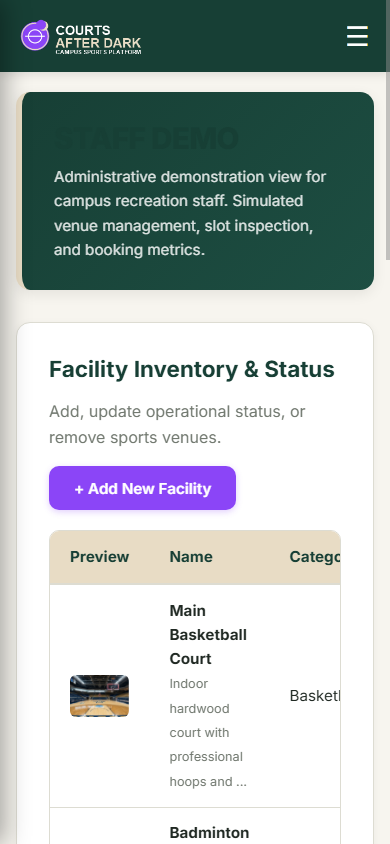 COURTS
AFTER DARK
CAMPUS SPORTS PLATFORM
STAFF DEMO
Administrative demonstration view for
campus recreation staff. Simulated
venue management, slot inspection,
and booking metrics.
Facility Inventory & Status
Add, update operational status, or
remove sports venues.
+ Add New Facility
Preview Name Catego
Main
Basketball
Court
Indoor
hardwood
court with
professional
hoops and ...
Basketl
Badminton